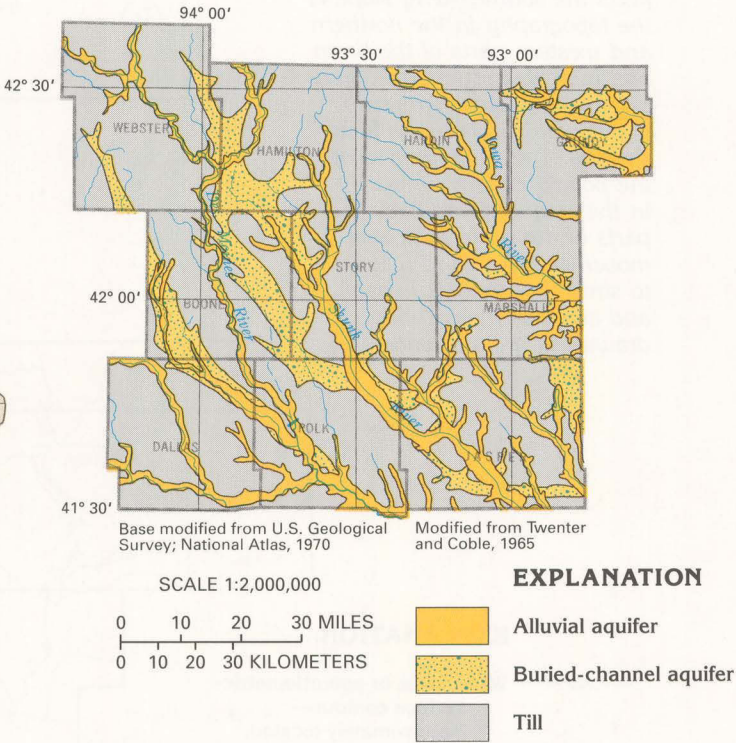 94° 00′
93° 30′
93° 00′
42° 30′
WEBSTER
HAMILTON
HARDIN
GRUNDY
Iowa
River
Des Moines
River
STORY
42° 00′
BOONE
Skunk
River
MARSHALL
POLK
DALLAS
JASPER
41° 30′
Base modified from U.S. Geological
Survey; National Atlas, 1970
Modified from Twenter
and Coble, 1965
SCALE 1:2,000,000
0 10 20 30 MILES
0 10 20 30 KILOMETERS
EXPLANATION
Alluvial aquifer
Buried-channel aquifer
Till